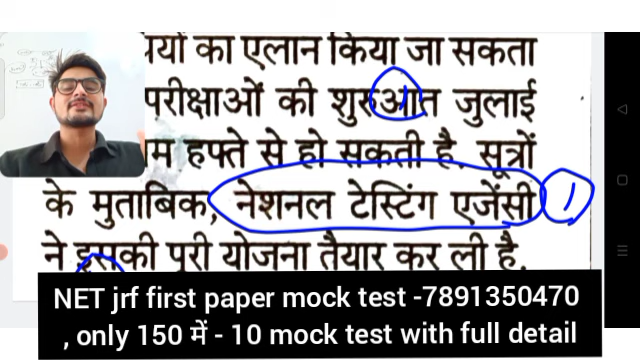 यों का एलान किया जा सकता
परीक्षाओं की शुरुआत जुलाई
म हफ्ते से हो सकती है. सूत्रों
के मुताबिक, नेशनल टेस्टिंग एजेंसी
ने इसकी पूरी योजना तैयार कर ली है.
NET jrf first paper mock test -7891350470
, only 150 में - 10 mock test with full detail